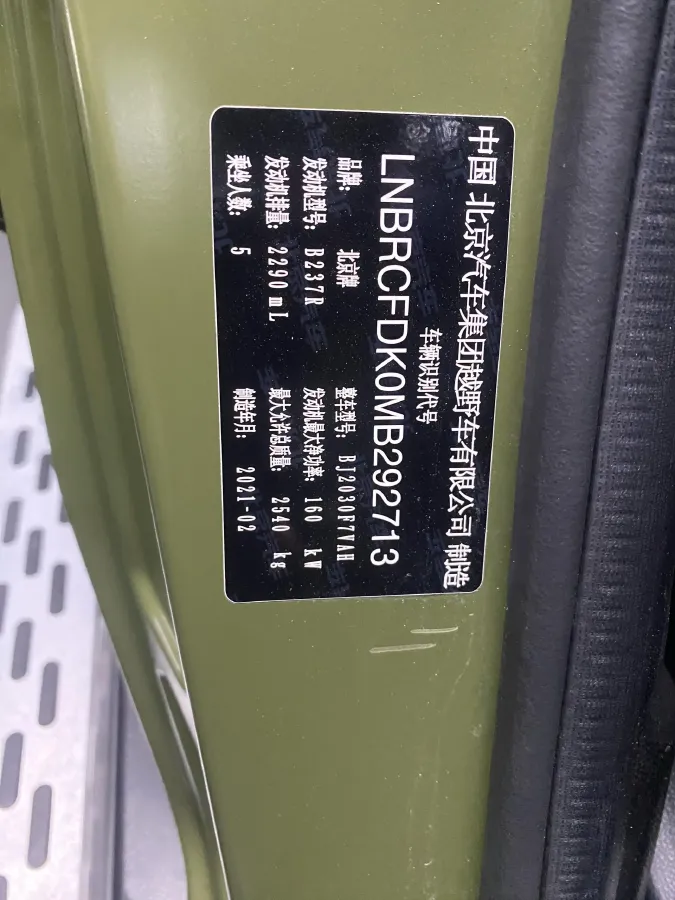 中国 北京汽车集团越野车有限公司 制造
车辆识别代号
LNBRCFDK0MB292713
品牌: 北京牌 整车型号: BJ2030F7VAH
发动机型号: B237R 发动机最大净功率: 160 kW
发动机排量: 2290 mL 最大允许总质量: 2540 kg
乘坐人数: 5 制造年月: 2021-02